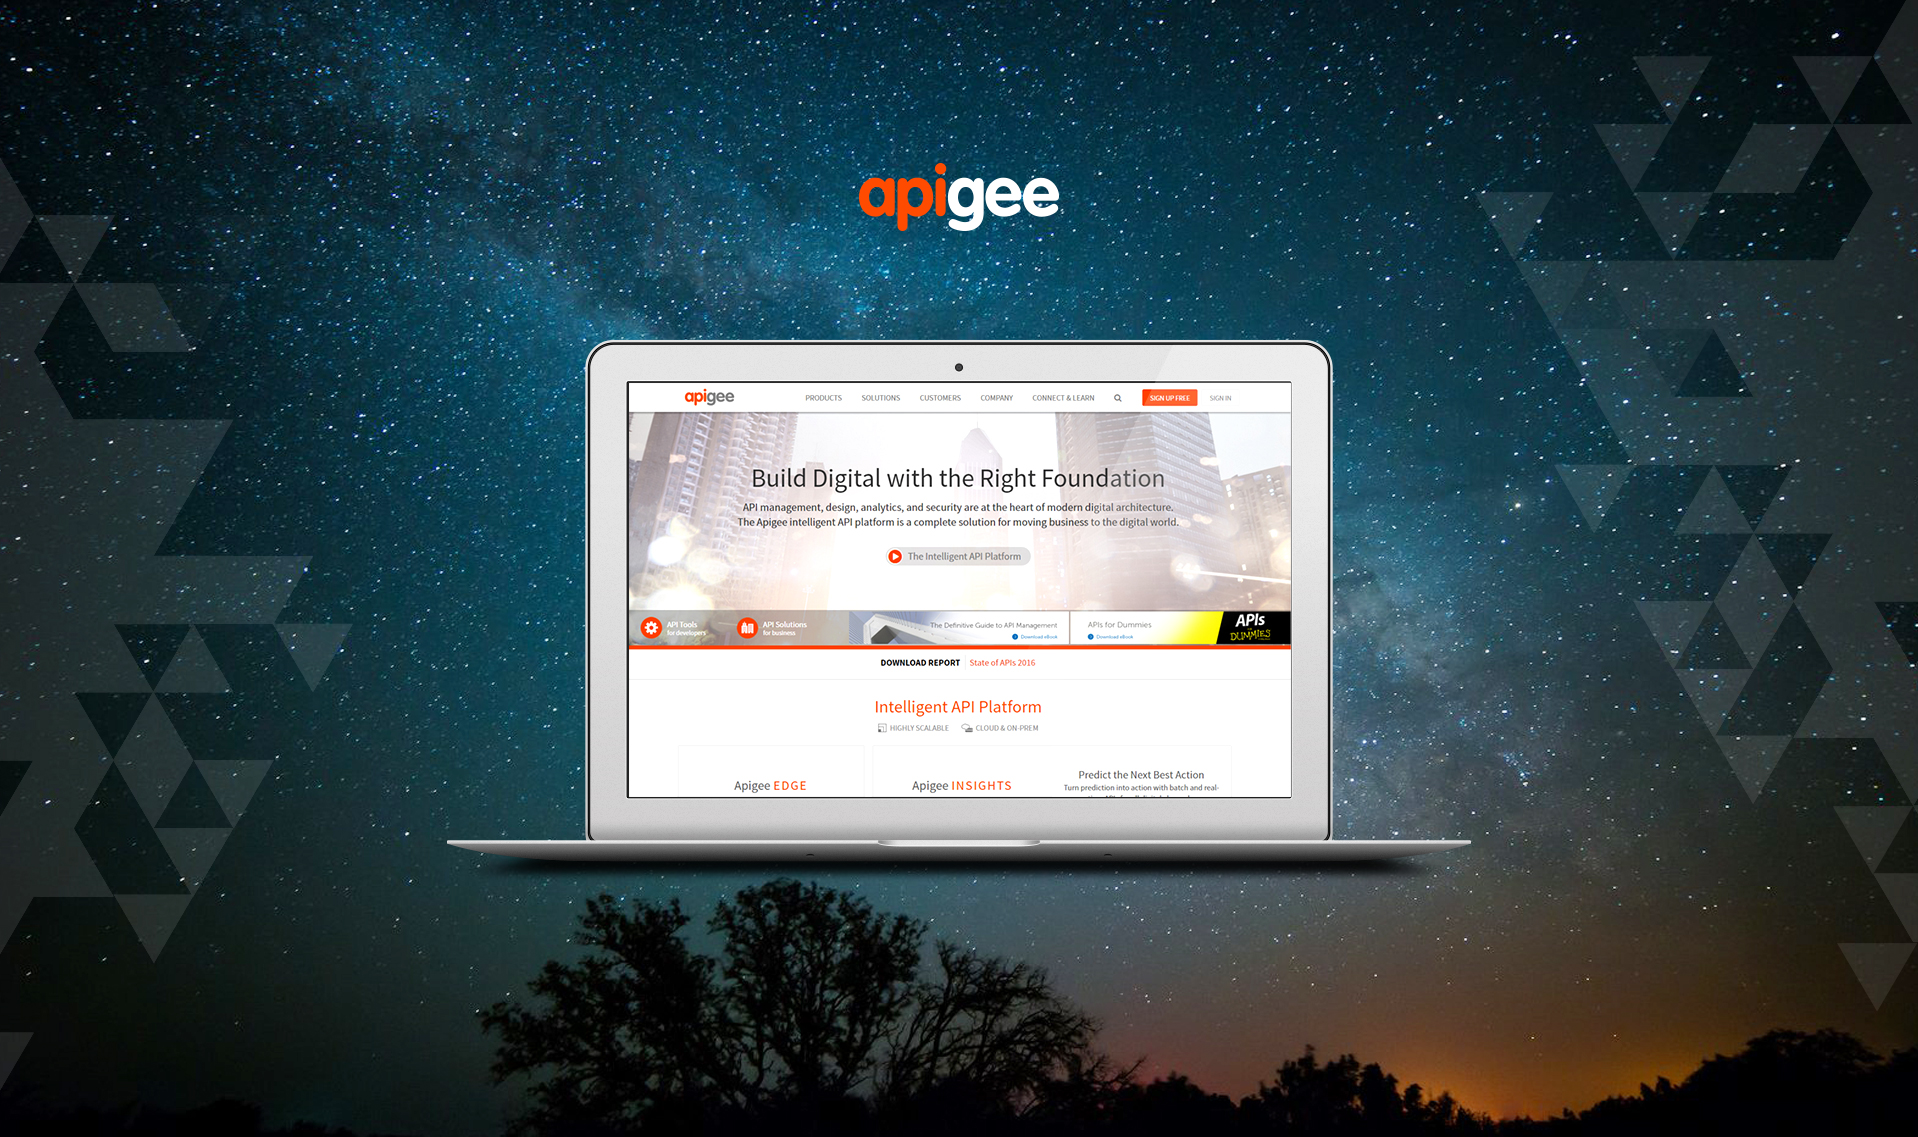 apigee
apigee
PRODUCTS SOLUTIONS CUSTOMERS COMPANY CONNECT & LEARN SIGN UP FREE SIGN IN
Build Digital with the Right Foundation
API management, design, analytics, and security are at the heart of modern digital architecture.
The Apigee intelligent API platform is a complete solution for moving business to the digital world.
The Intelligent API Platform
API Tools
for developers
API Solutions
for business
The Definitive Guide to API Management
Download eBook
APIs for Dummies
Download eBook
APIs
DUMMIES
DOWNLOAD REPORT State of APIs 2016
Intelligent API Platform
HIGHLY SCALABLE CLOUD & ON-PREM
Apigee EDGE
Apigee INSIGHTS
Predict the Next Best Action
Turn prediction into action with batch and real-